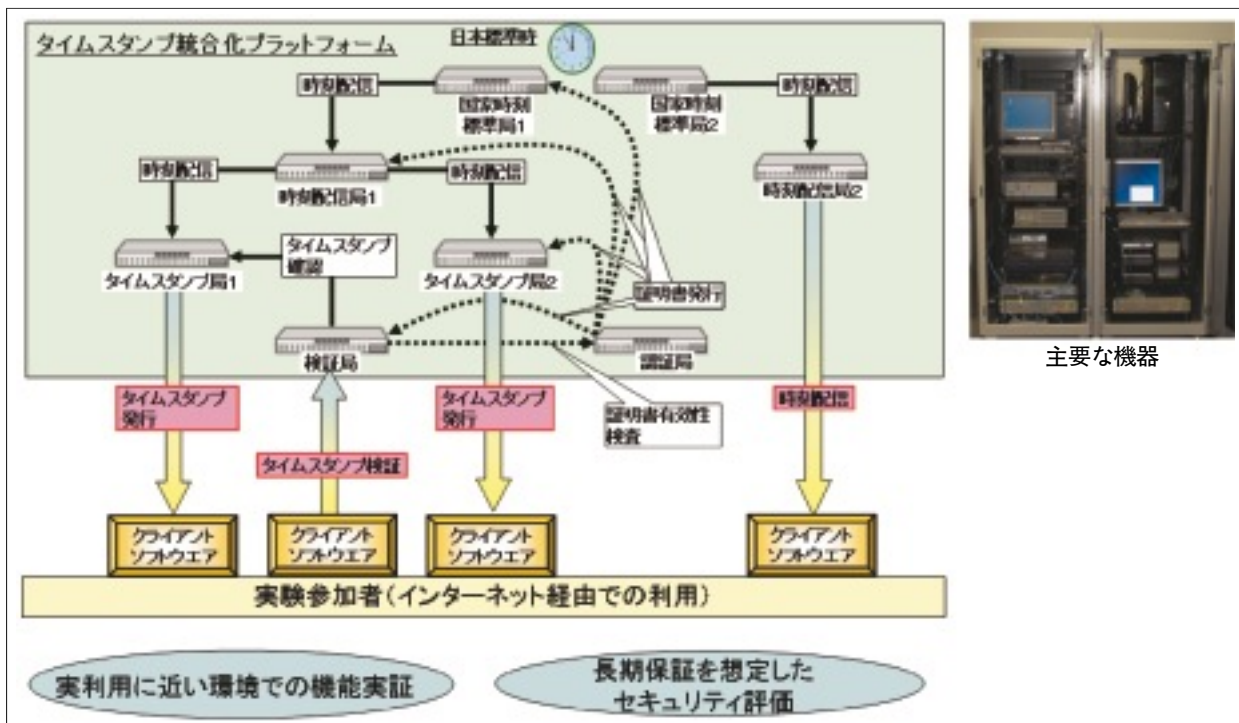 タイムスタンプ統合化プラットフォーム
日本標準時
時刻配信
国家時刻
標準局1
国家時刻
標準局2
時刻配信
時刻配信
時刻配信局1
時刻配信
時刻配信局2
タイムスタンプ局1
タイムスタンプ
確認
タイムスタンプ局2
証明書発行
検証局
認証局
タイムスタンプ
発行
タイムスタンプ検証
タイムスタンプ
発行
証明書有効性
検査
時刻配信
クライアント
ソフトウエア
クライアント
ソフトウエア
クライアント
ソフトウエア
クライアント
ソフトウエア
実験参加者（インターネット経由での利用）
実利用に近い環境での機能実証
長期保証を想定した
セキュリティ評価
主要な機器